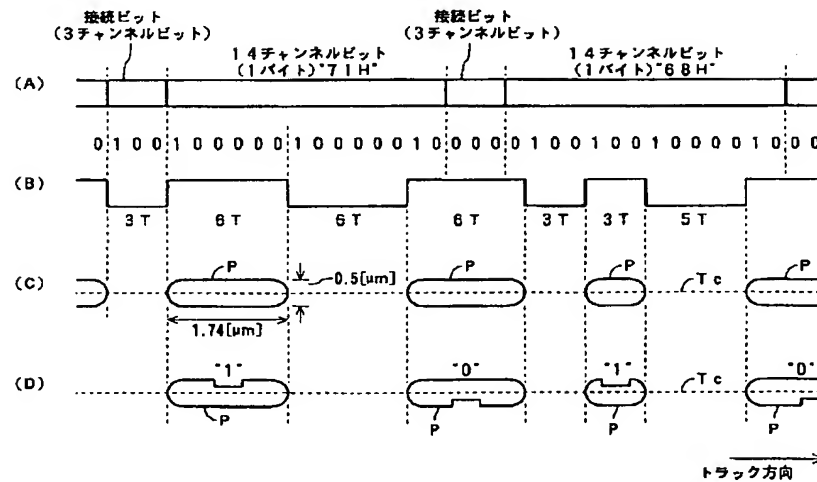 接続ビット
(3チャンネルビット)
14チャンネルビット
(1バイト)"71H"
接続ビット
(3チャンネルビット)
14チャンネルビット
(1バイト)"68H"
(A)
0 1 0 0 1 0 0 0 0 0 1 0 0 0 0 0 1 0 0 0 0 0 1 0 0 1 0 0 1 0 0 0 0 1 0 0 0
(B)
3T 6T 6T 6T 3T 3T 5T
(C)
P 0.5[μm] P P Tc P
1.74[μm]
(D)
"1" "0" "1" Tc "0"
P P P P
トラック方向